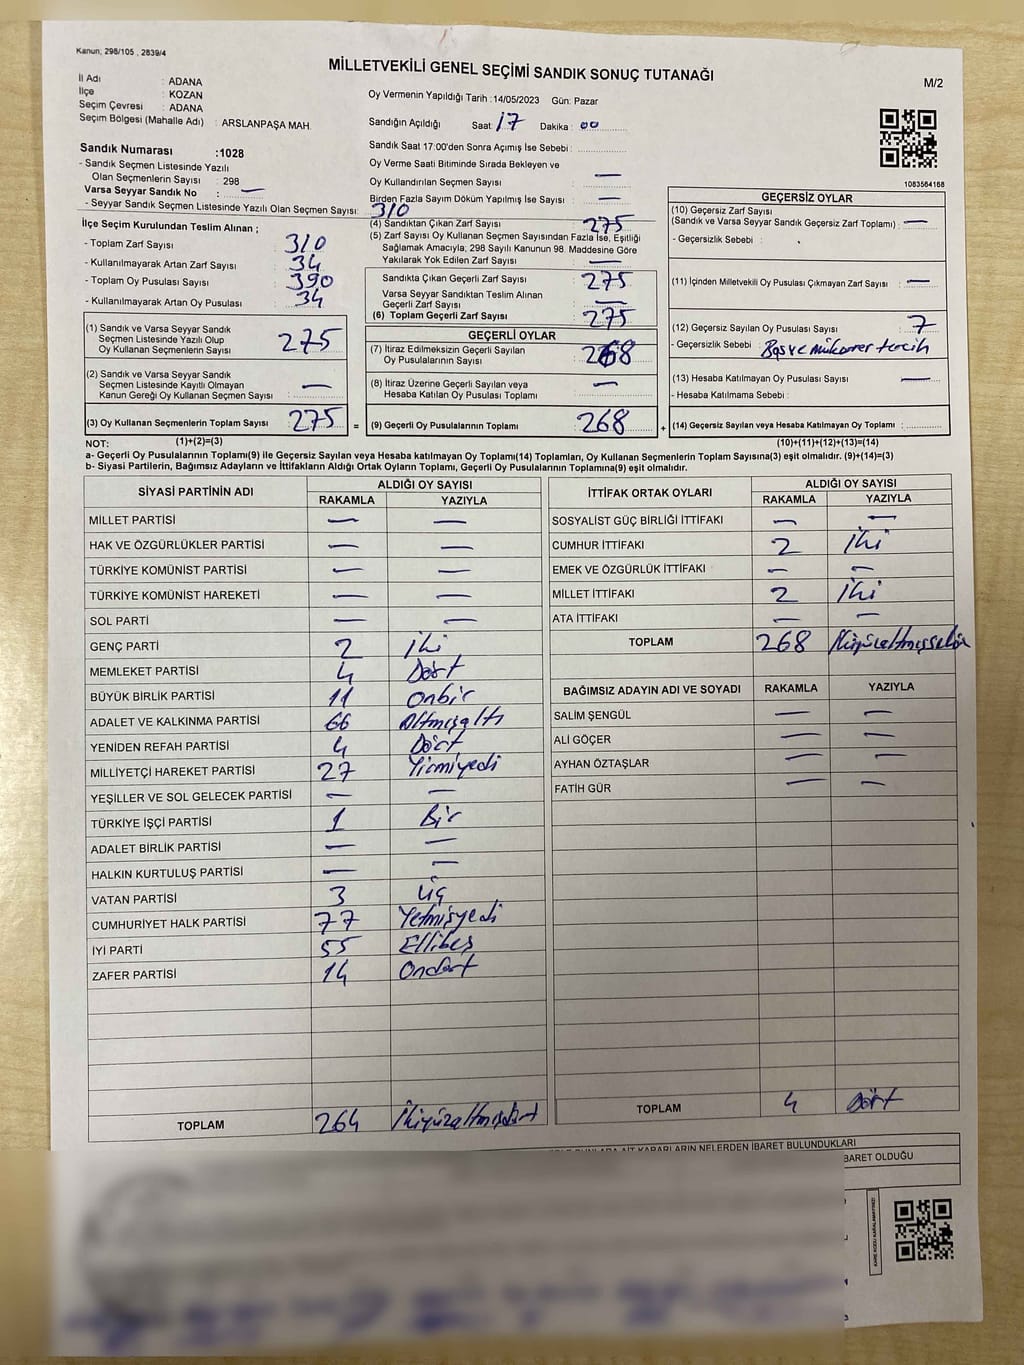 Kanun; 298/105 , 2839/4
MİLLETVEKİLİ GENEL SEÇİMİ SANDIK SONUÇ TUTANAĞI
M/2
İl Adı : ADANA
İlçe : KOZAN
Seçim Çevresi : ADANA
Seçim Bölgesi (Mahalle Adı) : ARSLANPAŞA MAH.
Oy Vermenin Yapıldığı Tarih :14/05/2023 Gün: Pazar
Sandığın Açıldığı Saat: 17 Dakika : 00
Sandık Saat 17:00'den Sonra Açımış İse Sebebi :
Oy Verme Saati Bitiminde Sırada Bekleyen ve
Oy Kullandırılan Seçmen Sayısı : —
Birden Fazla Sayım Döküm Yapılmış İse Sayısı : —
Sandık Numarası :1028
- Sandık Seçmen Listesinde Yazılı
Olan Seçmenlerin Sayısı : 298
Varsa Seyyar Sandık No : —
- Seyyar Sandık Seçmen Listesinde Yazılı Olan Seçmen Sayısı: 310
1083564168
İlçe Seçim Kurulundan Teslim Alınan ;
- Toplam Zarf Sayısı : 310
- Kullanılmayarak Artan Zarf Sayısı : 34
- Toplam Oy Pusulası Sayısı : 390
- Kullanılmayarak Artan Oy Pusulası : 34
(4) Sandıktan Çıkan Zarf Sayısı : 275
(5) Zarf Sayısı Oy Kullanan Seçmen Sayısından Fazla İse, Eşitliği
Sağlamak Amacıyla, 298 Sayılı Kanunun 98. Maddesine Göre
Yakılarak Yok Edilen Zarf Sayısı : —
Sandıkta Çıkan Geçerli Zarf Sayısı : 275
Varsa Seyyar Sandıktan Teslim Alınan
Geçerli Zarf Sayısı : —
(6) Toplam Geçerli Zarf Sayısı : 275
GEÇERSİZ OYLAR
(10) Geçersiz Zarf Sayısı
(Sandık ve Varsa Seyyar Sandık Geçersiz Zarf Toplamı) : —
- Geçersizlik Sebebi :
(11) İçinden Milletvekili Oy Pusulası Çıkmayan Zarf Sayısı : —
(12) Geçersiz Sayılan Oy Pusulası Sayısı : 7
- Geçersizlik Sebebi : Boş ve mükerrer tercih
(13) Hesaba Katılmayan Oy Pusulası Sayısı : —
- Hesaba Katılmama Sebebi :
(1) Sandık ve Varsa Seyyar Sandık
Seçmen Listesinde Yazılı Olup
Oy Kullanan Seçmenlerin Sayısı : 275
(2) Sandık ve Varsa Seyyar Sandık
Seçmen Listesinde Kayıtlı Olmayan
Kanun Gereği Oy Kullanan Seçmen Sayısı : —
(3) Oy Kullanan Seçmenlerin Toplam Sayısı : 275 =
GEÇERLİ OYLAR
(7) İtiraz Edilmeksizin Geçerli Sayılan
Oy Pusulalarının Sayısı : 268
(8) İtiraz Üzerine Geçerli Sayılan veya
Hesaba Katılan Oy Pusulası Toplamı : —
(9) Geçerli Oy Pusulalarının Toplamı : 268 +
(14) Geçersiz Sayılan veya Hesaba Katılmayan Oy Toplamı :
NOT: (1)+(2)=(3) (10)+(11)+(12)+(13)=(14)
a- Geçerli Oy Pusulalarının Toplamı(9) ile Geçersiz Sayılan veya Hesaba katılmayan Oy Toplamı(14) Toplamları, Oy Kullanan Seçmenlerin Toplam Sayısına(3) eşit olmalıdır. (9)+(14)=(3)
b- Siyasi Partilerin, Bağımsız Adayların ve İttifakların Aldığı Ortak Oyların Toplamı, Geçerli Oy Pusulalarının Toplamına(9) eşit olmalıdır.
SİYASİ PARTİNİN ADI ALDIĞI OY SAYISI
RAKAMLA YAZIYLA
MİLLET PARTİSİ — —
HAK VE ÖZGÜRLÜKLER PARTİSİ — —
TÜRKİYE KOMÜNİST PARTİSİ — —
TÜRKİYE KOMÜNİST HAREKETİ — —
SOL PARTİ — —
GENÇ PARTİ 2 İki
MEMLEKET PARTİSİ 4 Dört
BÜYÜK BİRLİK PARTİSİ 11 Onbir
ADALET VE KALKINMA PARTİSİ 66 Altmışaltı
YENİDEN REFAH PARTİSİ 4 Dört
MİLLİYETÇİ HAREKET PARTİSİ 27 Yirmiyedi
YEŞİLLER VE SOL GELECEK PARTİSİ — —
TÜRKİYE İŞÇİ PARTİSİ 1 Bir
ADALET BİRLİK PARTİSİ — —
HALKIN KURTULUŞ PARTİSİ — —
VATAN PARTİSİ 3 üç
CUMHURİYET HALK PARTİSİ 77 Yetmişyedi
İYİ PARTİ 55 Ellibeş
ZAFER PARTİSİ 14 Ondört
TOPLAM 264 İkiyüzaltmışdört
İTTİFAK ORTAK OYLARI ALDIĞI OY SAYISI
RAKAMLA YAZIYLA
SOSYALİST GÜÇ BİRLİĞİ İTTİFAKI — —
CUMHUR İTTİFAKI 2 İki
EMEK VE ÖZGÜRLÜK İTTİFAKI — —
MİLLET İTTİFAKI 2 İki
ATA İTTİFAKI — —
TOPLAM 268 İkiyüzaltmışsekiz
BAĞIMSIZ ADAYIN ADI VE SOYADI RAKAMLA YAZIYLA
SALİM ŞENGÜL — —
ALİ GÖÇER — —
AYHAN ÖZTAŞLAR — —
FATİH GÜR — —
TOPLAM 4 Dört
KARARLARIN NELERDEN İBARET BULUNDUKLARI
BARET OLDUĞU